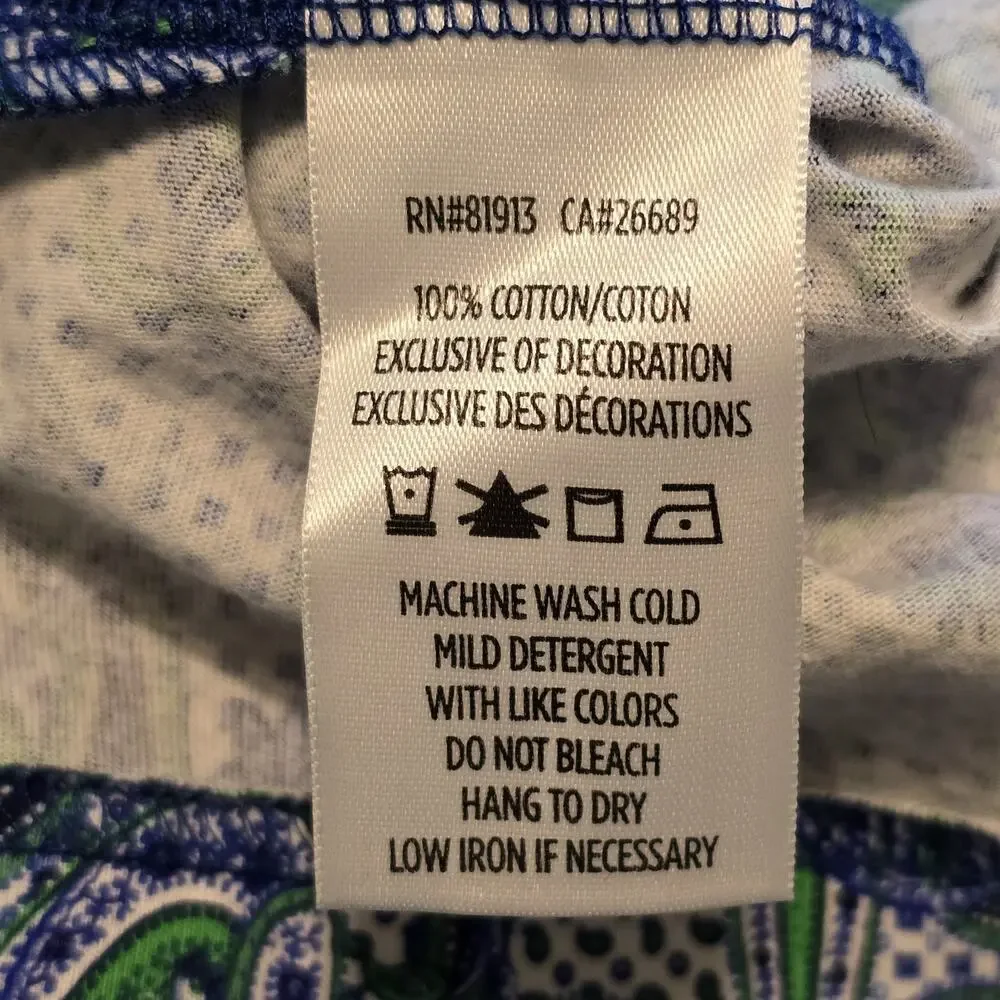 RN#81913 CA#26689
100% COTTON/COTON
EXCLUSIVE OF DECORATION
EXCLUSIVE DES DÉCORATIONS
MACHINE WASH COLD
MILD DETERGENT
WITH LIKE COLORS
DO NOT BLEACH
HANG TO DRY
LOW IRON IF NECESSARY